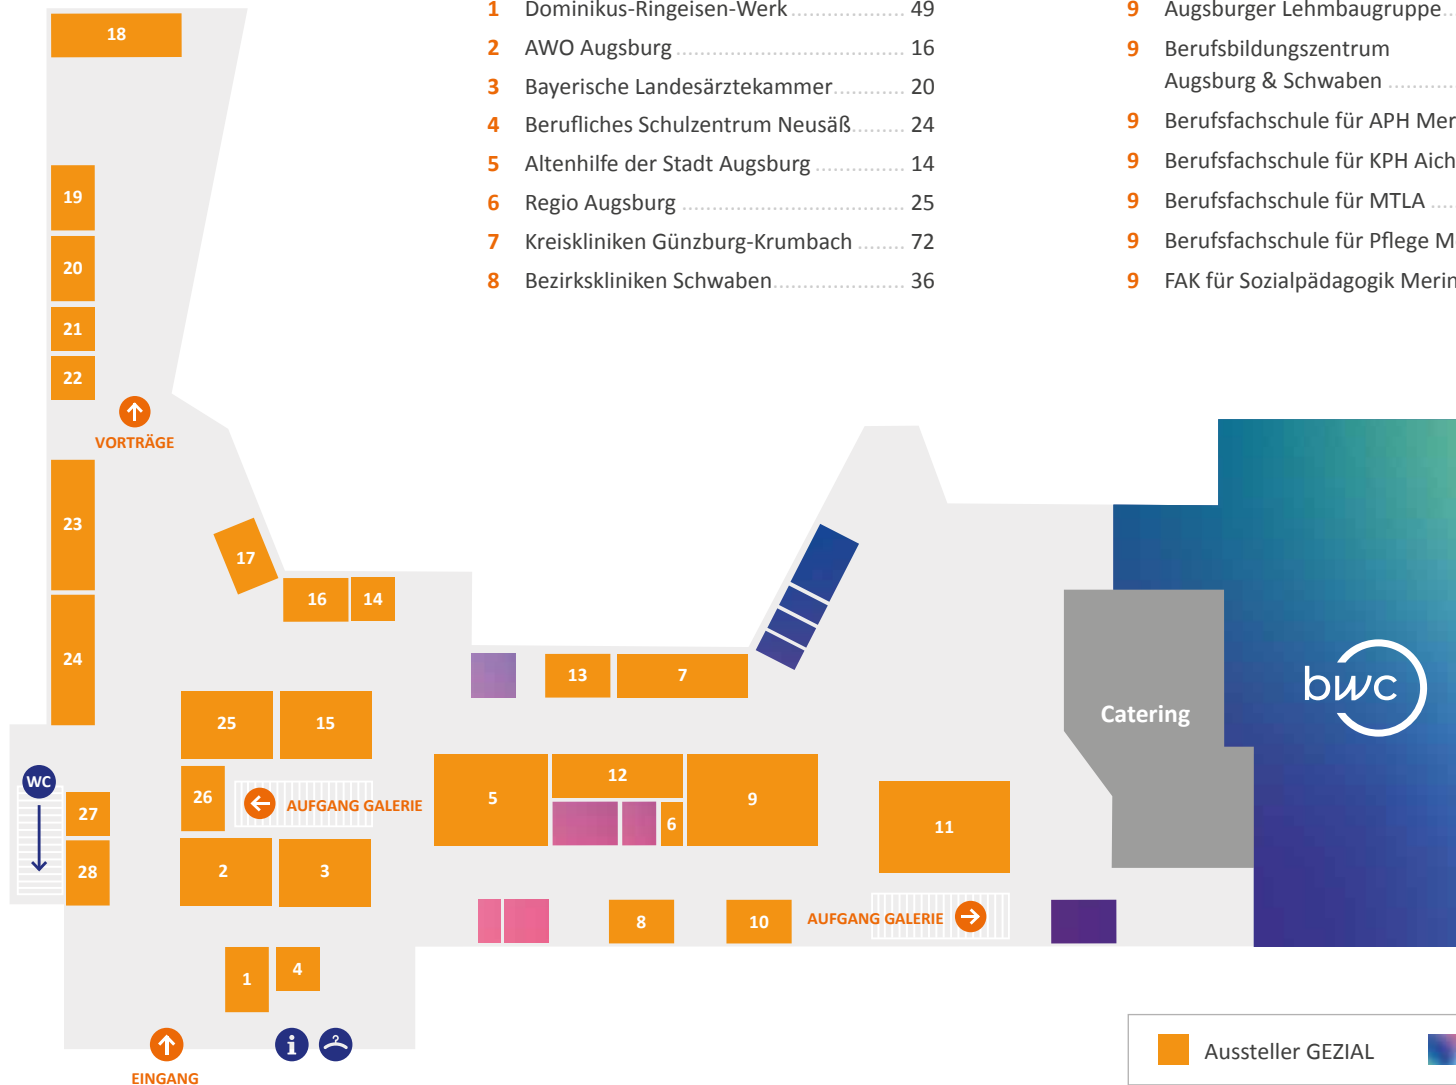 1 Dominikus-Ringeisen-Werk 49
2 AWO Augsburg 16
3 Bayerische Landesärztekammer 20
4 Berufliches Schulzentrum Neusäß 24
5 Altenhilfe der Stadt Augsburg 14
6 Regio Augsburg 25
7 Kreiskliniken Günzburg-Krumbach 72
8 Bezirkskliniken Schwaben 36
9 Augsburger Lehmbaugruppe
9 Berufsbildungszentrum
Augsburg & Schwaben
9 Berufsfachschule für APH Mer
9 Berufsfachschule für KPH Aich
9 Berufsfachschule für MTLA
9 Berufsfachschule für Pflege M
9 FAK für Sozialpädagogik Merin
18
19
20
21
22
VORTRÄGE
23
17
16 14
24
13 7
25 15
Catering
bwc
WC
26
AUFGANG GALERIE
27
28
2 3
5
12
6
9
11
8
10
AUFGANG GALERIE
1
4
i
EINGANG
Aussteller GEZIAL